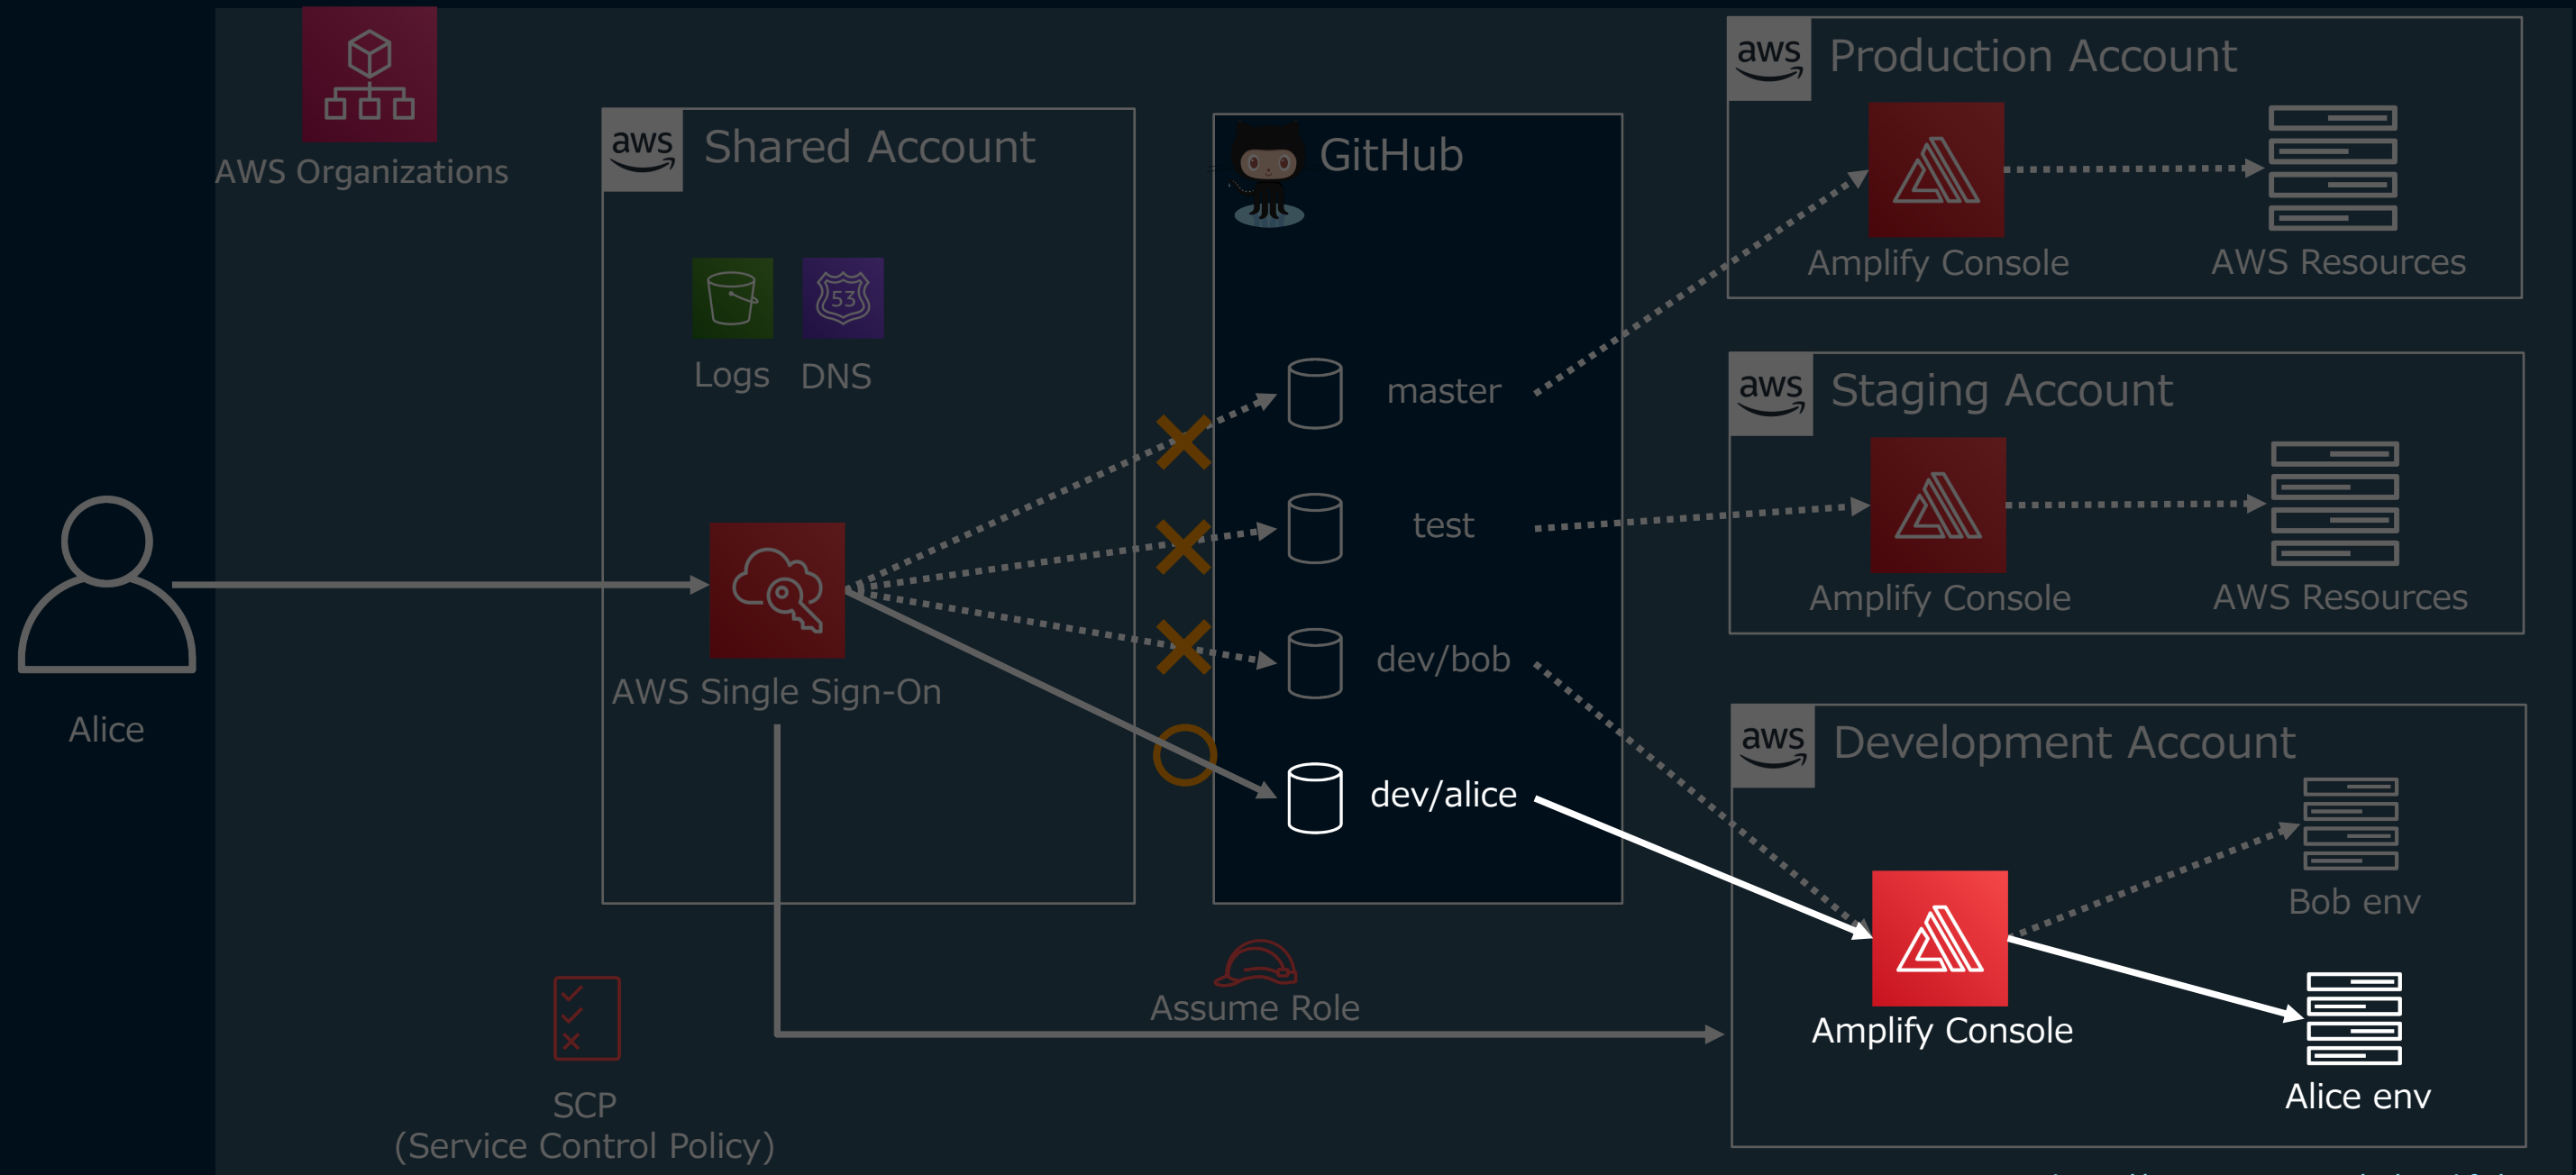 AWS Organizations
aws
Shared Account
Logs
DNS
53
AWS Single Sign-On
Alice
GitHub
master
test
dev/bob
dev/alice
Assume Role
SCP
(Service Control Policy)
aws
Production Account
Amplify Console
AWS Resources
aws
Staging Account
Amplify Console
AWS Resources
aws
Development Account
Bob env
Amplify Console
Alice env